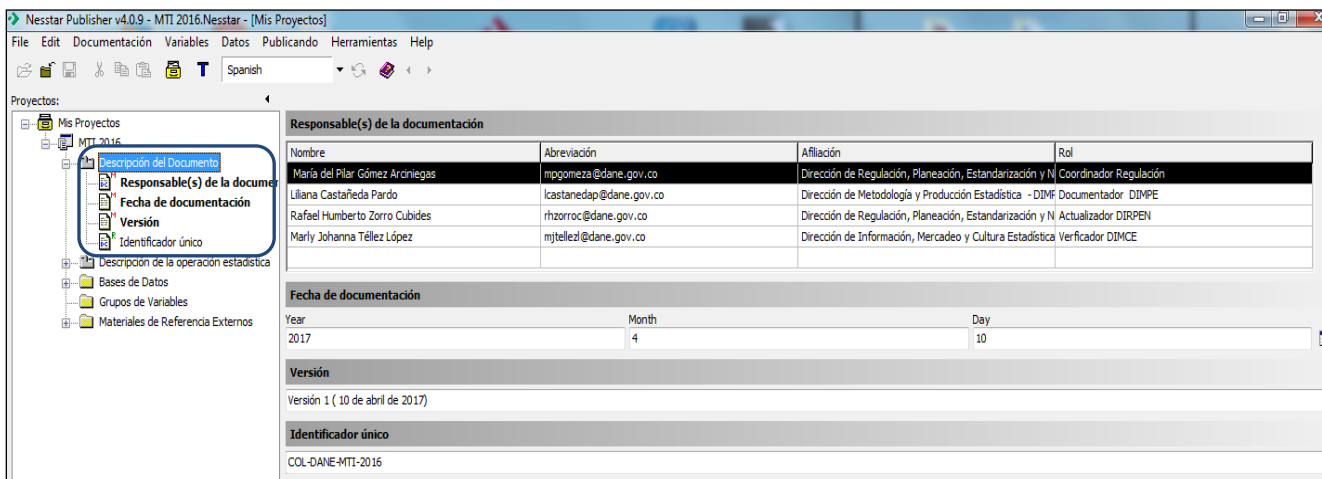 Nesstar Publisher v4.0.9 - MTI 2016.Nesstar - [Mis Proyectos]
File Edit Documentación Variables Datos Publicando Herramientas Help
T Spanish
Proyectos:
Mis Proyectos
MTI 2016
Descripción del Documento
Responsable(s) de la documen
Fecha de documentación
Versión
Identificador único
Descripción de la operación estadística
Bases de Datos
Grupos de Variables
Materiales de Referencia Externos
Responsable(s) de la documentación
Nombre Abreviación Afiliación Rol
María del Pilar Gómez Arciniegas mpgomeza@dane.gov.co Dirección de Regulación, Planeación, Estandarización y N Coordinador Regulación
Liliana Castañeda Pardo lcastanedap@dane.gov.co Dirección de Metodología y Producción Estadística - DIMP Documentador DIMPE
Rafael Humberto Zorro Cubides rhzorroc@dane.gov.co Dirección de Regulación, Planeación, Estandarización y N Actualizador DIRPEN
Marly Johanna Téllez López mjtellezl@dane.gov.co Dirección de Información, Mercadeo y Cultura Estadística Verficador DIMCE
Fecha de documentación
Year Month Day
2017 4 10
Versión
Versión 1 ( 10 de abril de 2017)
Identificador único
COL-DANE-MTI-2016